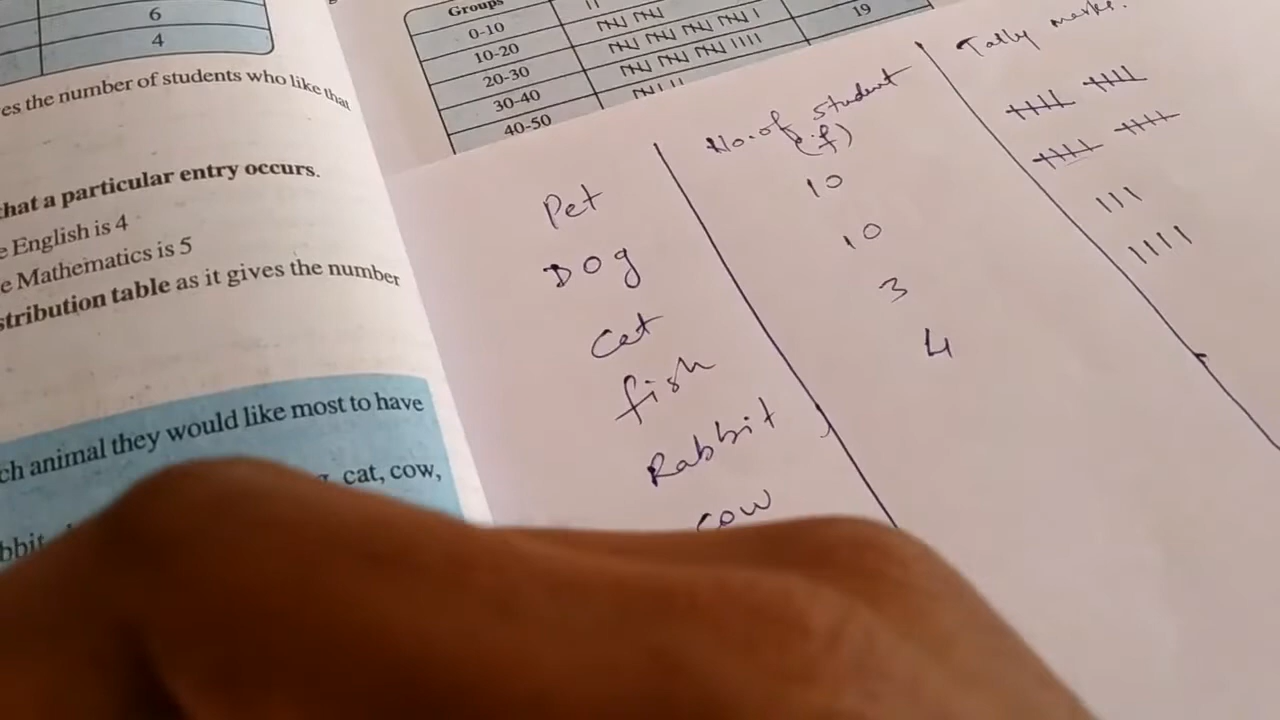 6
4
es the number of students who like that
hat a particular entry occurs.
e English is 4
e Mathematics is 5
stribution table as it gives the number
ch animal they would like most to have
cat, cow,
bbit
Groups
0-10
10-20
20-30 19
30-40
40-50
Pet No. of student (f) Tally marks.
Dog 10
Cat 10
fish 3
Rabbit 4
cow